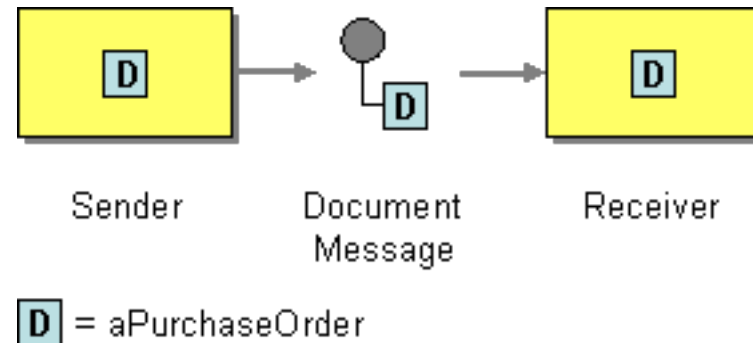 D D D
Sender Document Message Receiver
D = aPurchaseOrder